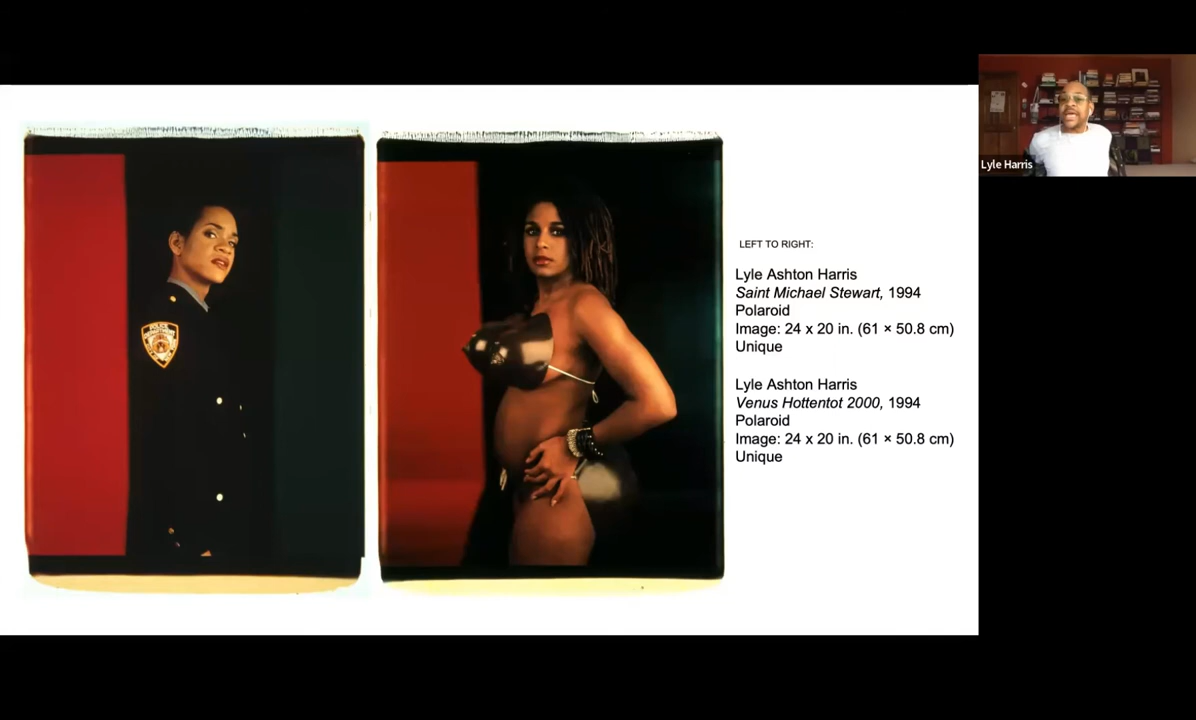 LEFT TO RIGHT:
Lyle Ashton Harris
Saint Michael Stewart, 1994
Polaroid
Image: 24 x 20 in. (61 × 50.8 cm)
Unique
Lyle Ashton Harris
Venus Hottentot 2000, 1994
Polaroid
Image: 24 x 20 in. (61 × 50.8 cm)
Unique
Lyle Harris
POLICE
DEPARTMENT